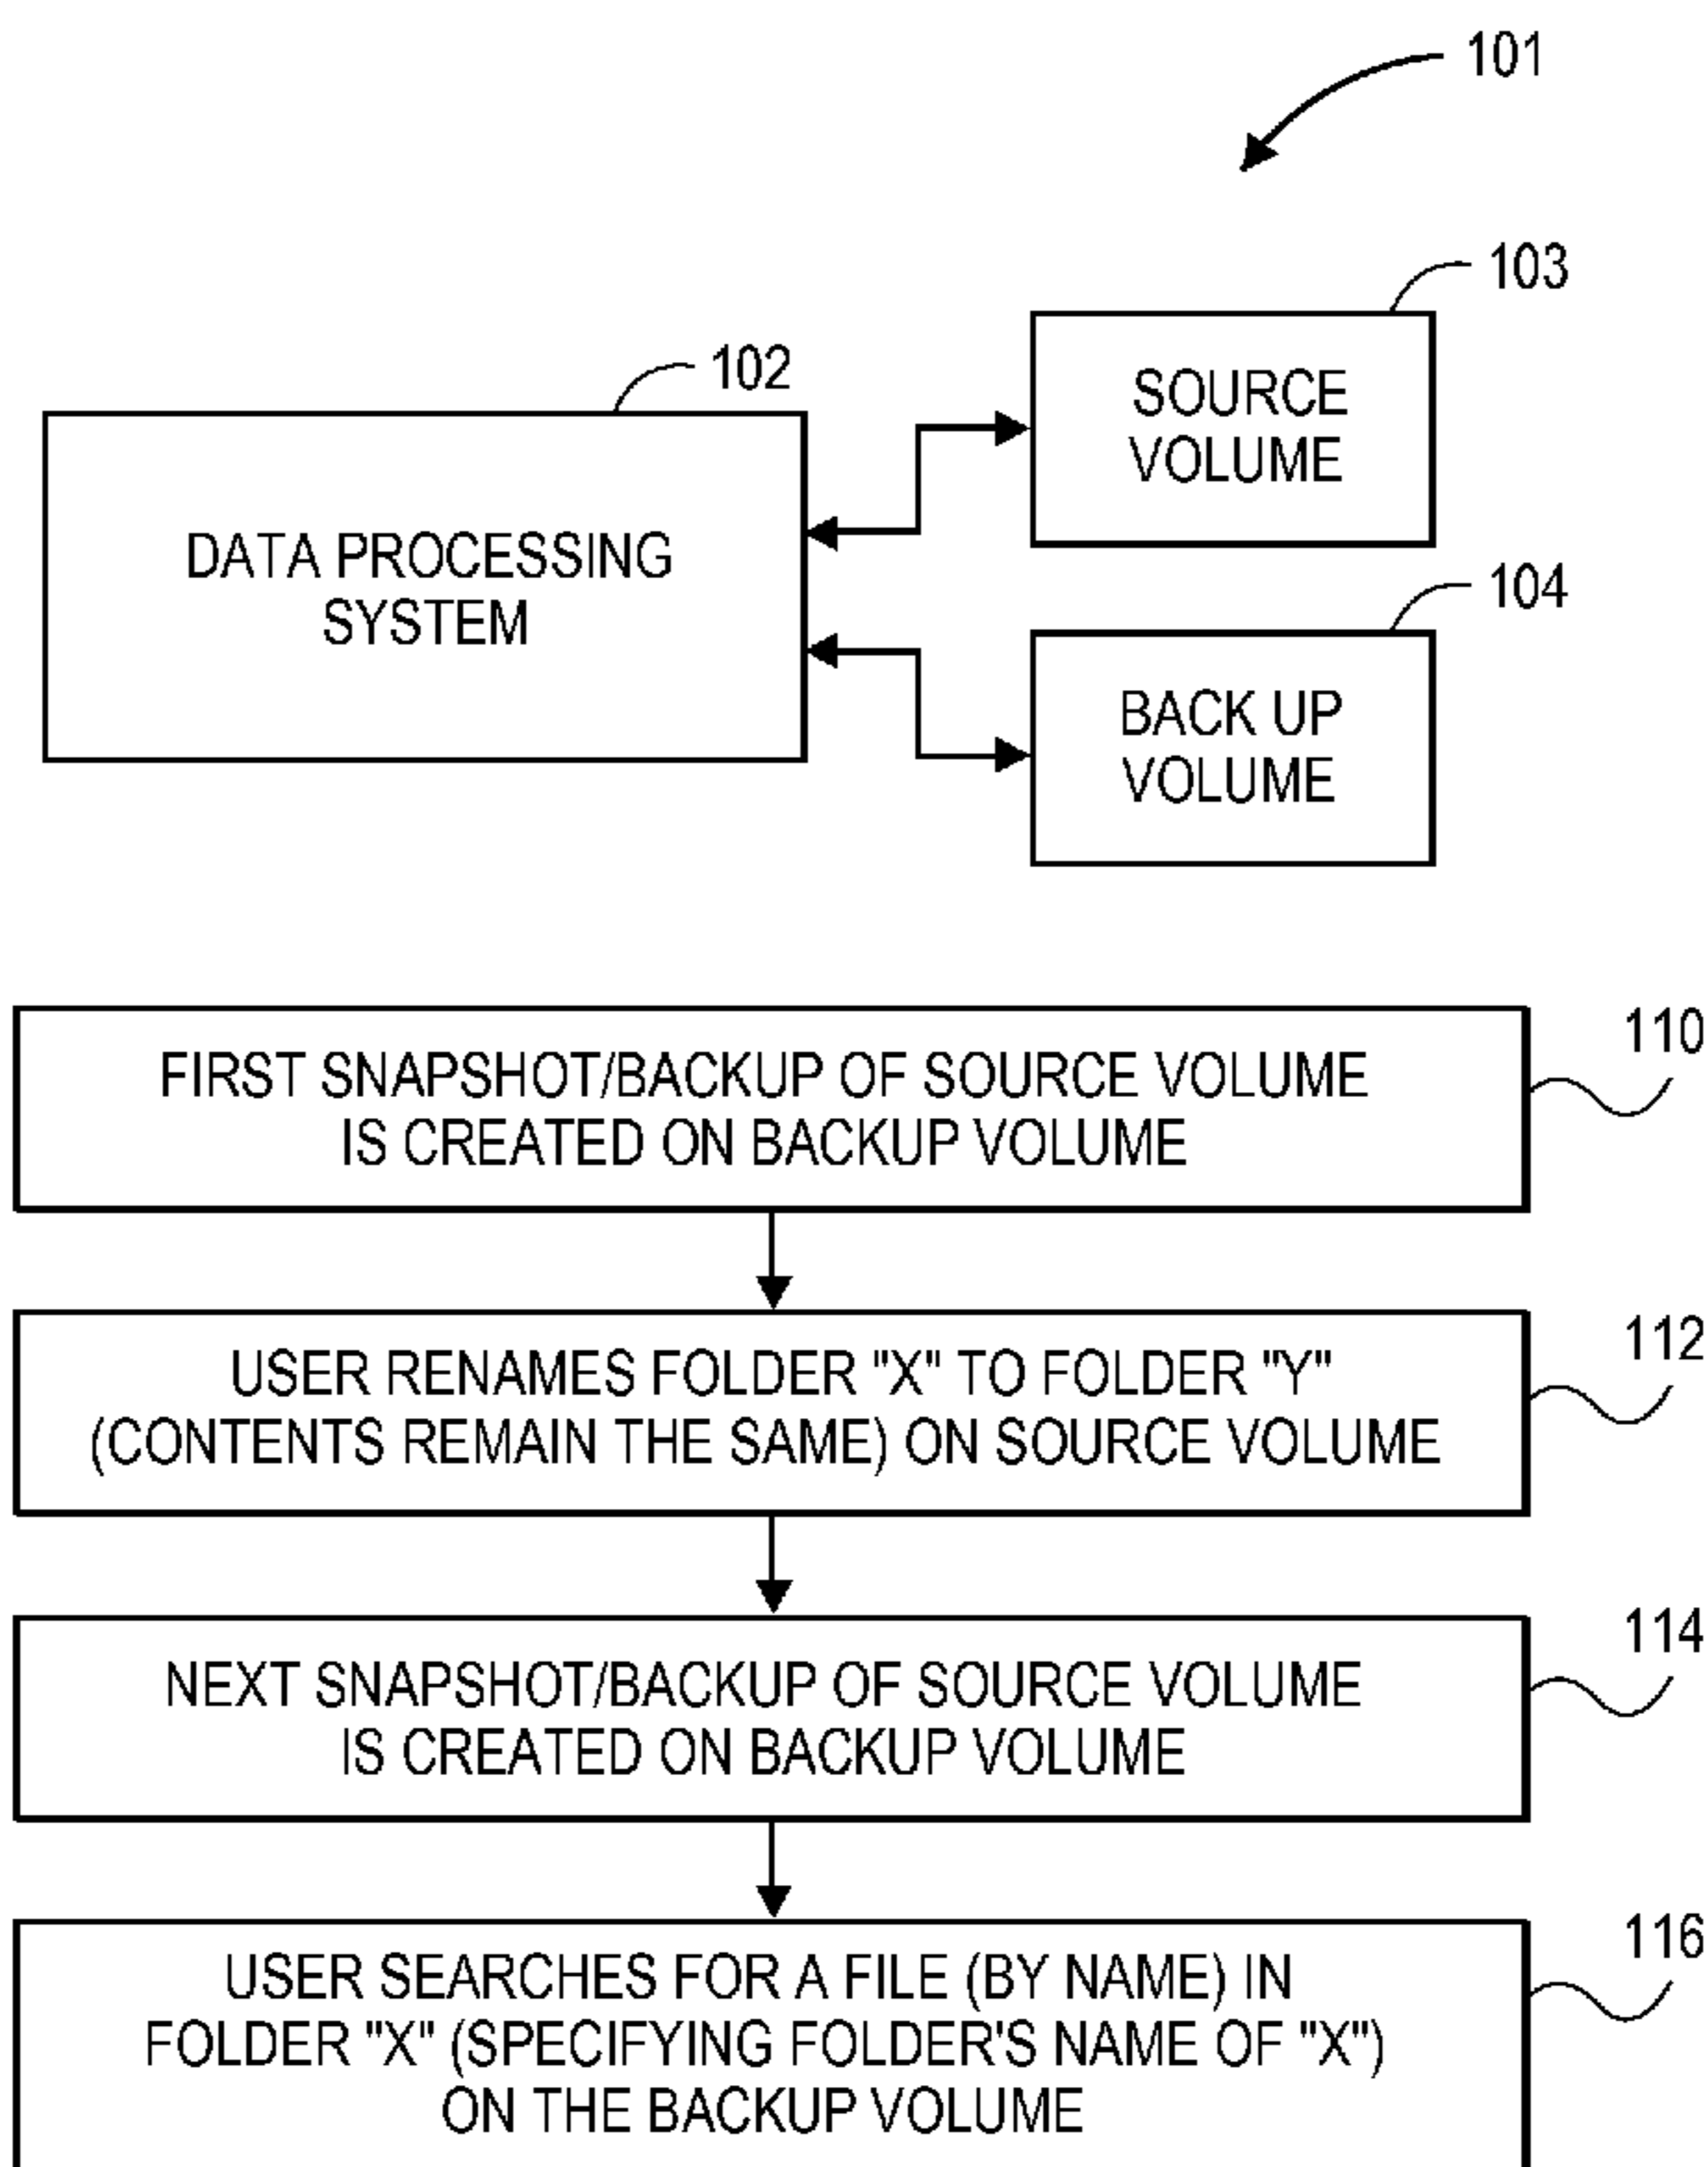 101
103
SOURCE
VOLUME
102
DATA PROCESSING
SYSTEM
104
BACK UP
VOLUME
110
FIRST SNAPSHOT/BACKUP OF SOURCE VOLUME
IS CREATED ON BACKUP VOLUME
112
USER RENAMES FOLDER "X" TO FOLDER "Y"
(CONTENTS REMAIN THE SAME) ON SOURCE VOLUME
114
NEXT SNAPSHOT/BACKUP OF SOURCE VOLUME
IS CREATED ON BACKUP VOLUME
116
USER SEARCHES FOR A FILE (BY NAME) IN
FOLDER "X" (SPECIFYING FOLDER'S NAME OF "X")
ON THE BACKUP VOLUME